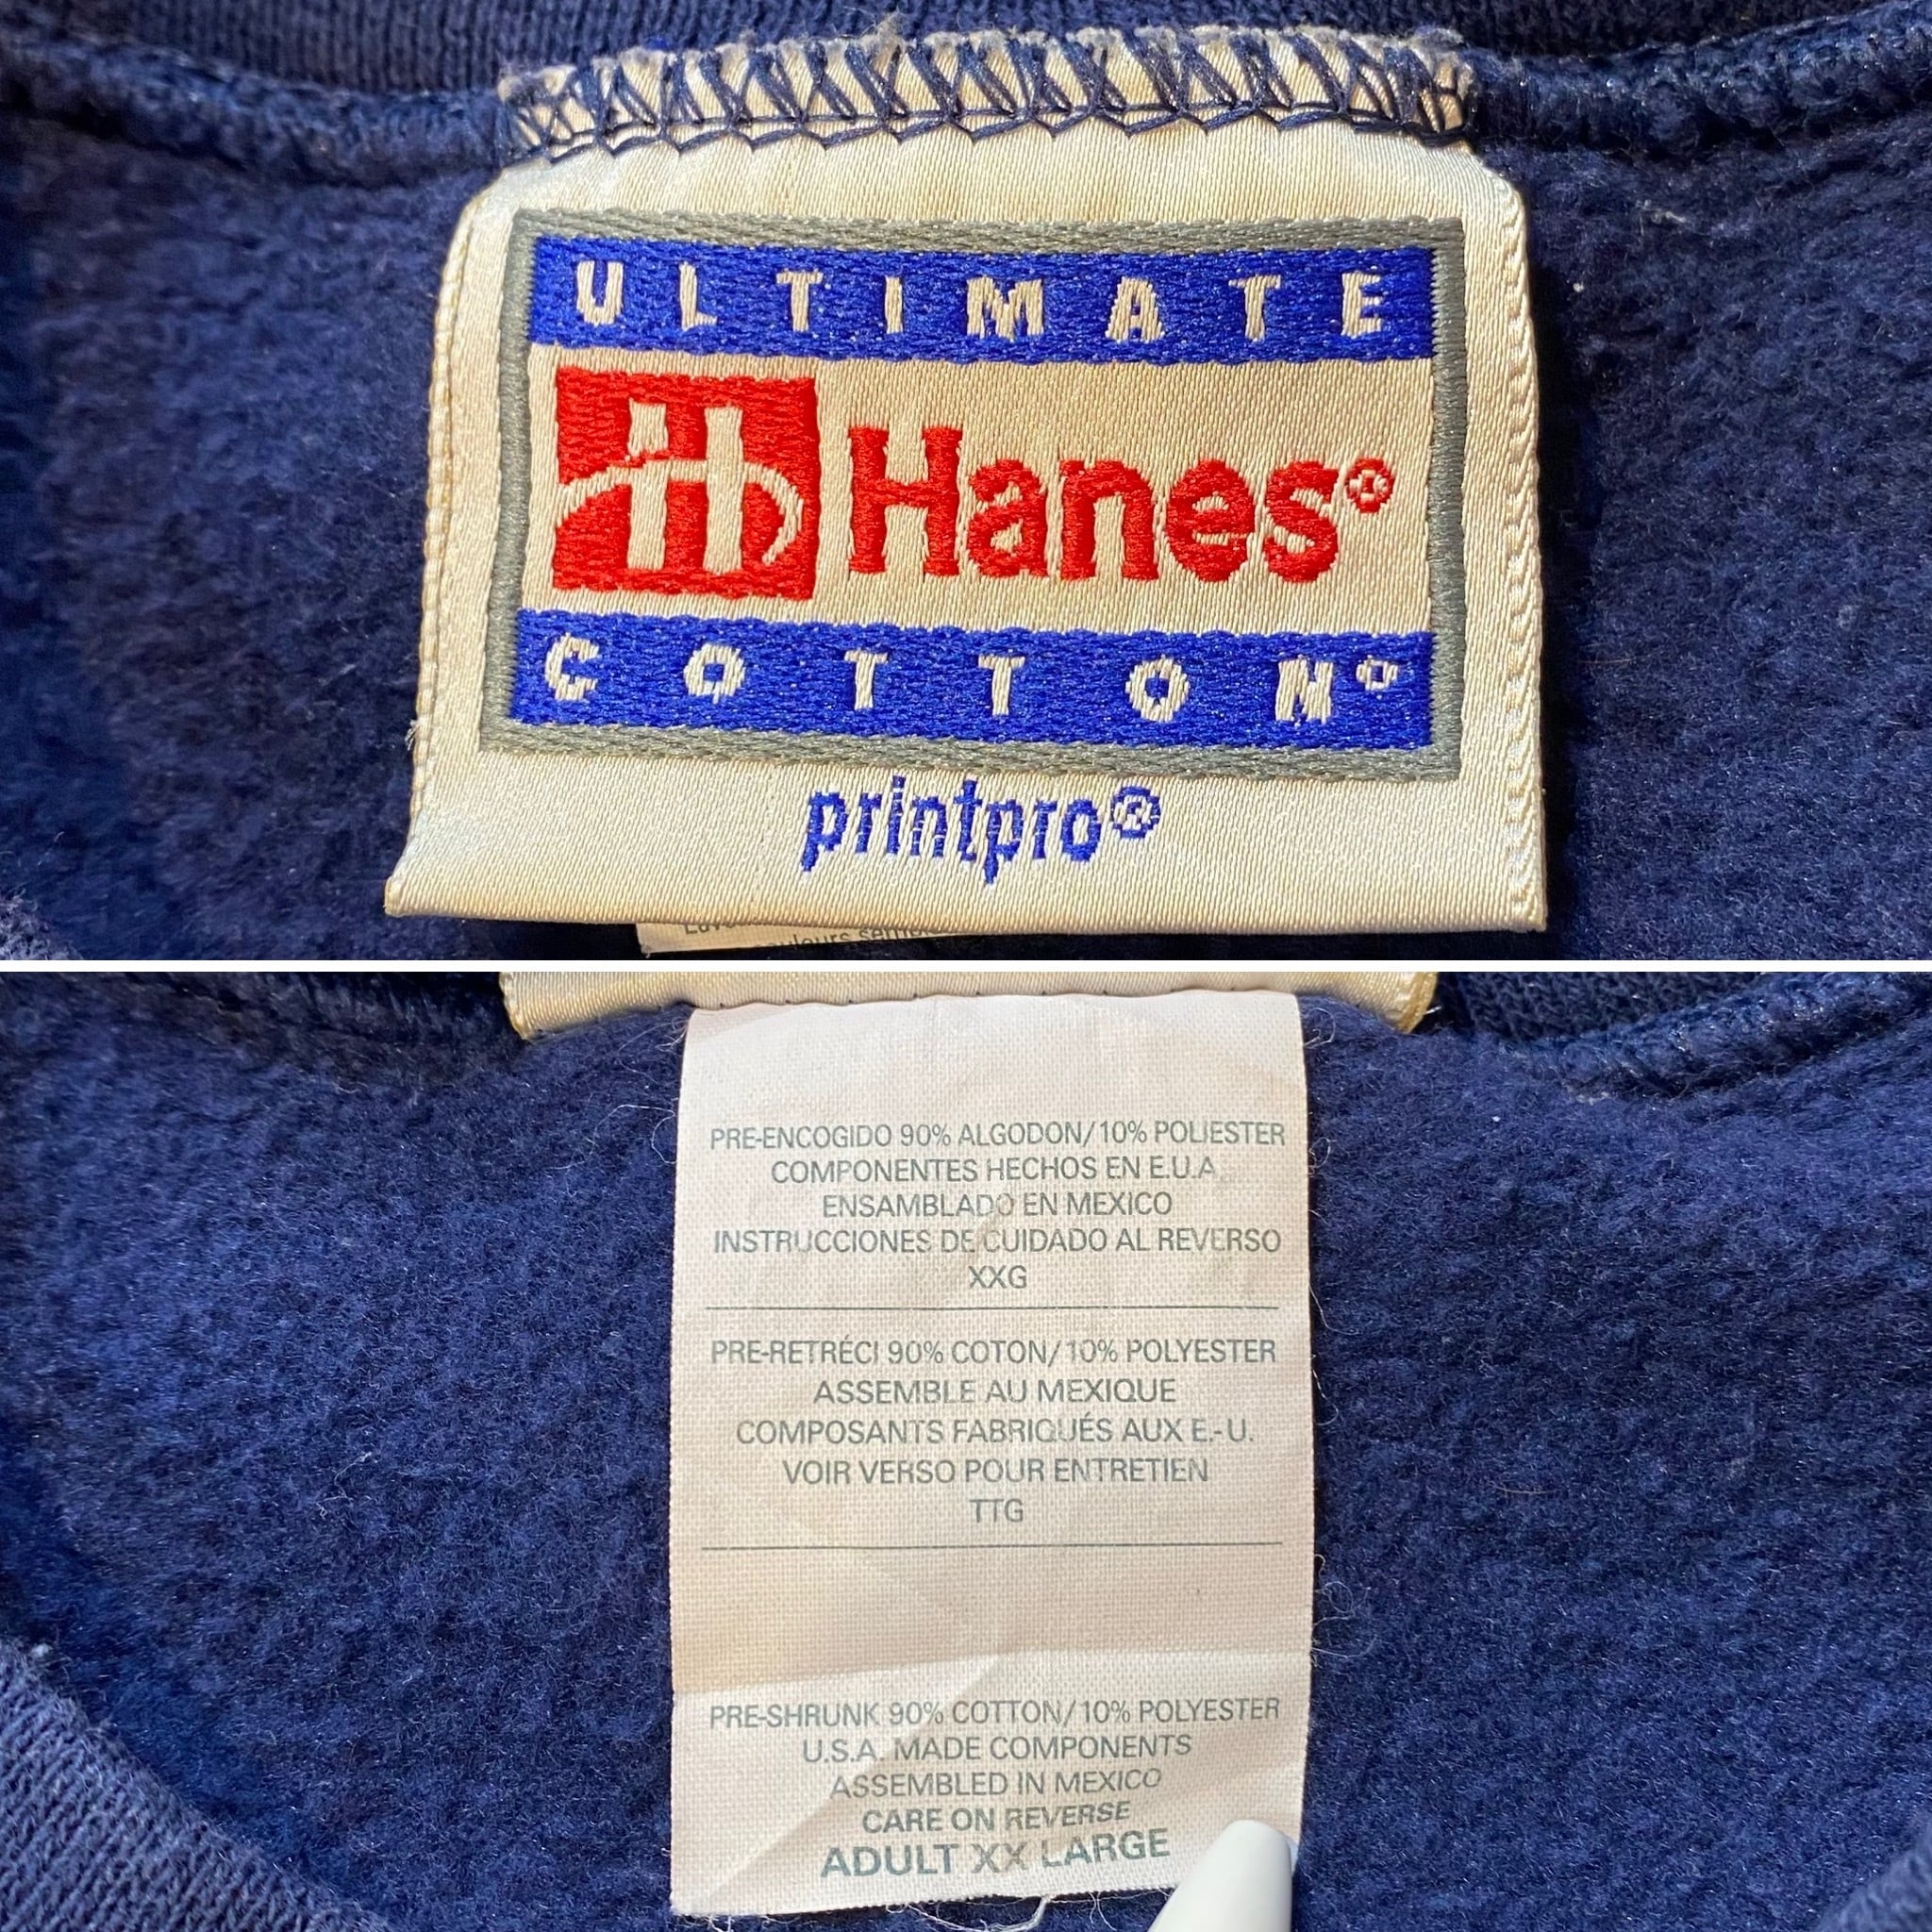 ULTIMATE
Hanes®
COTTON®
printpro®
couleurs
PRE-ENCOGIDO 90% ALGODON/10% POLIESTER
COMPONENTES HECHOS EN E.U.A.
ENSAMBLADO EN MEXICO
INSTRUCCIONES DE CUIDADO AL REVERSO
XXG
PRE-RETRÉCI 90% COTON/10% POLYESTER
ASSEMBLE AU MEXIQUE
COMPOSANTS FABRIQUÉS AUX E.-U.
VOIR VERSO POUR ENTRETIEN
TTG
PRE-SHRUNK 90% COTTON/10% POLYESTER
U.S.A. MADE COMPONENTS
ASSEMBLED IN MEXICO
CARE ON REVERSE
ADULT XX LARGE